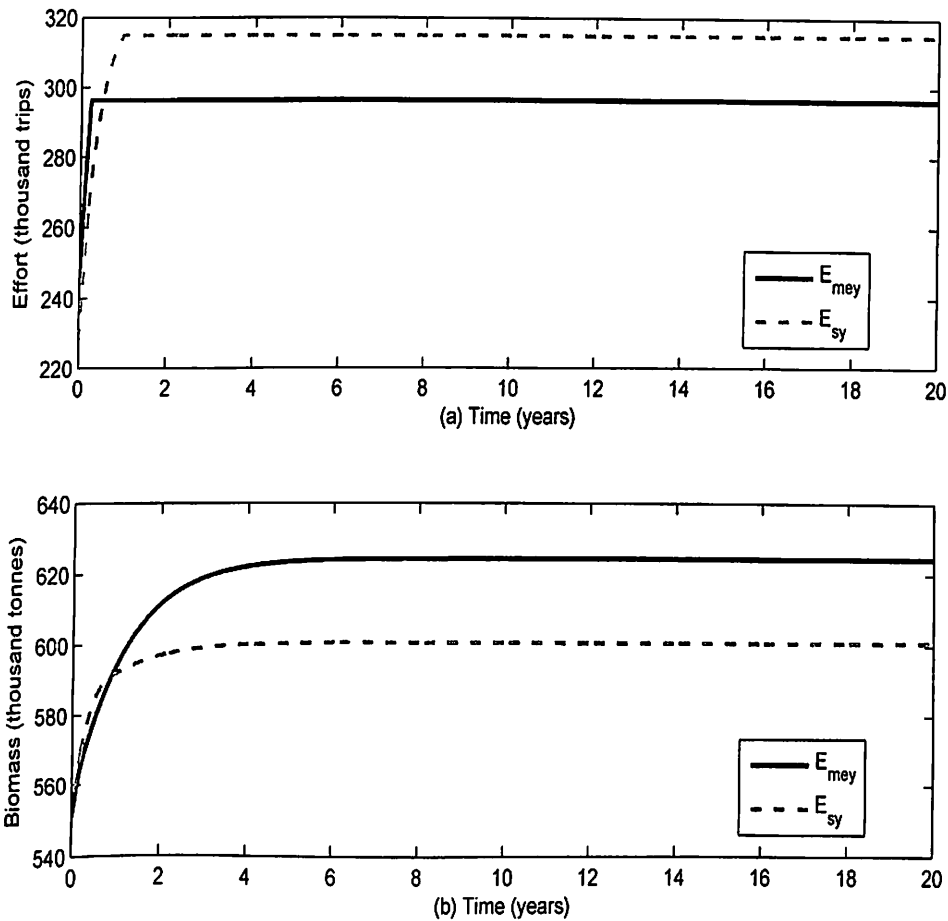 320
300
280
260
240
220
Effort (thousand trips)
E_mey
E_sy
0 2 4 6 8 10 12 14 16 18 20
(a) Time (years)
640
620
600
580
560
540
Biomass (thousand tonnes)
E_mey
E_sy
0 2 4 6 8 10 12 14 16 18 20
(b) Time (years)